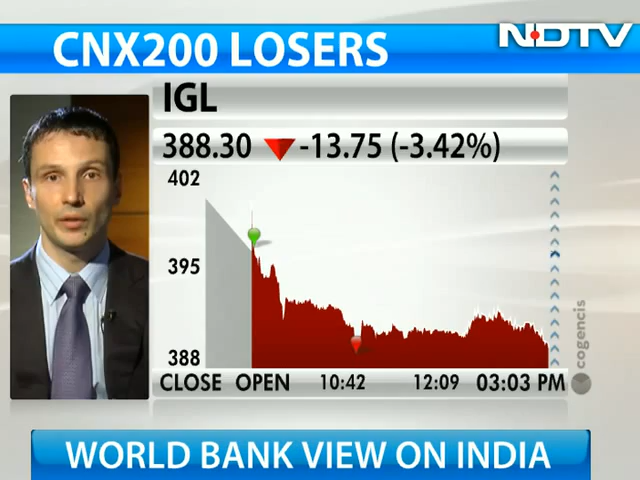 CNX200 LOSERS
NDTV
IGL
388.30 -13.75 (-3.42%)
402
395
388
CLOSE OPEN 10:42 12:09 03:03 PM
cogencis
WORLD BANK VIEW ON INDIA